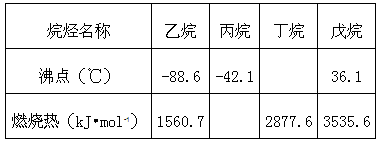 烷烃名称 乙烷 丙烷 丁烷 戊烷
沸点（℃） -88.6 -42.1 36.1
燃烧热（kJ•mol⁻¹） 1560.7 2877.6 3535.6